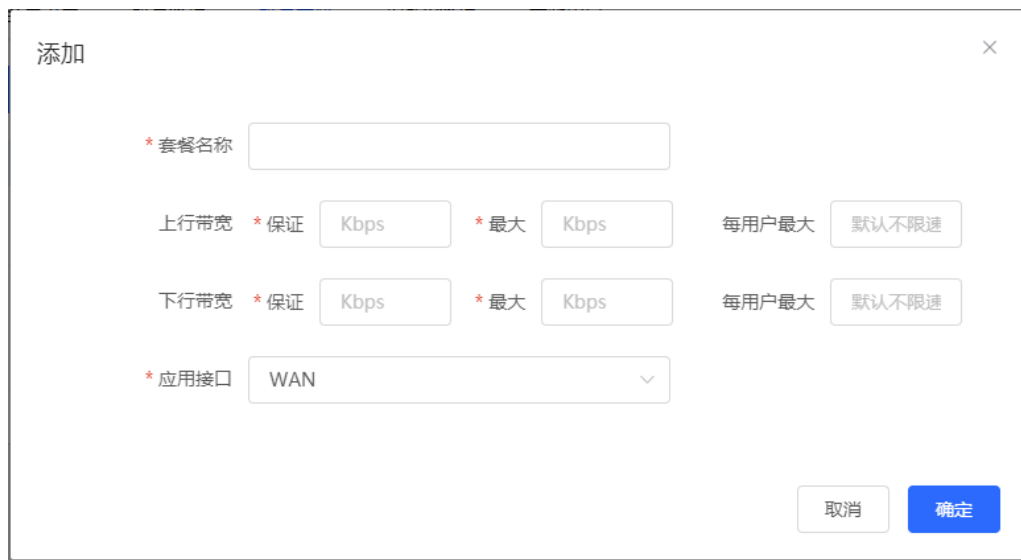 添加
* 套餐名称
上行带宽 * 保证 Kbps * 最大 Kbps 每用户最大 默认不限速
下行带宽 * 保证 Kbps * 最大 Kbps 每用户最大 默认不限速
* 应用接口 WAN
取消 确定